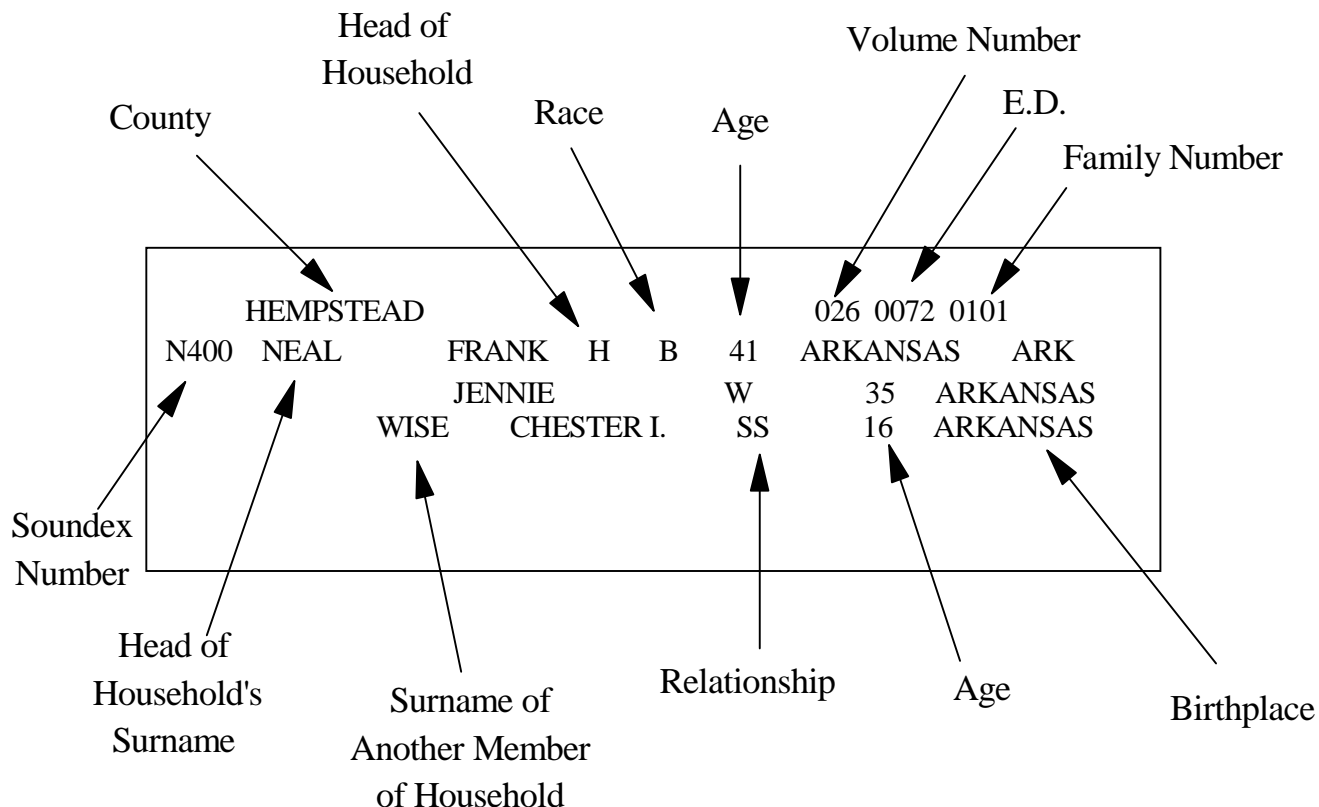 Head of
Household
Volume Number
County
Race
Age
E.D.
Family Number
HEMPSTEAD 026 0072 0101
N400 NEAL FRANK H B 41 ARKANSAS ARK
JENNIE W 35 ARKANSAS
WISE CHESTER I. SS 16 ARKANSAS
Soundex
Number
Head of
Household's
Surname
Surname of
Another Member
of Household
Relationship
Age
Birthplace